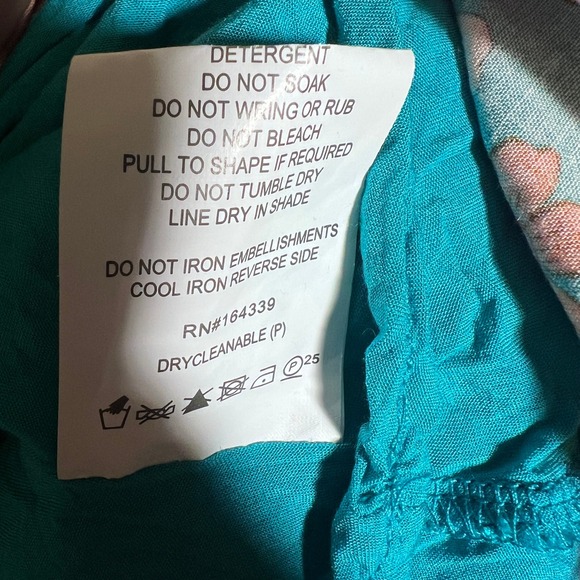 DETERGENT
DO NOT SOAK
DO NOT WRING OR RUB
DO NOT BLEACH
PULL TO SHAPE IF REQUIRED
DO NOT TUMBLE DRY
LINE DRY IN SHADE
DO NOT IRON EMBELLISHMENTS
COOL IRON REVERSE SIDE
RN#164339
DRYCLEANABLE (P)
P 25